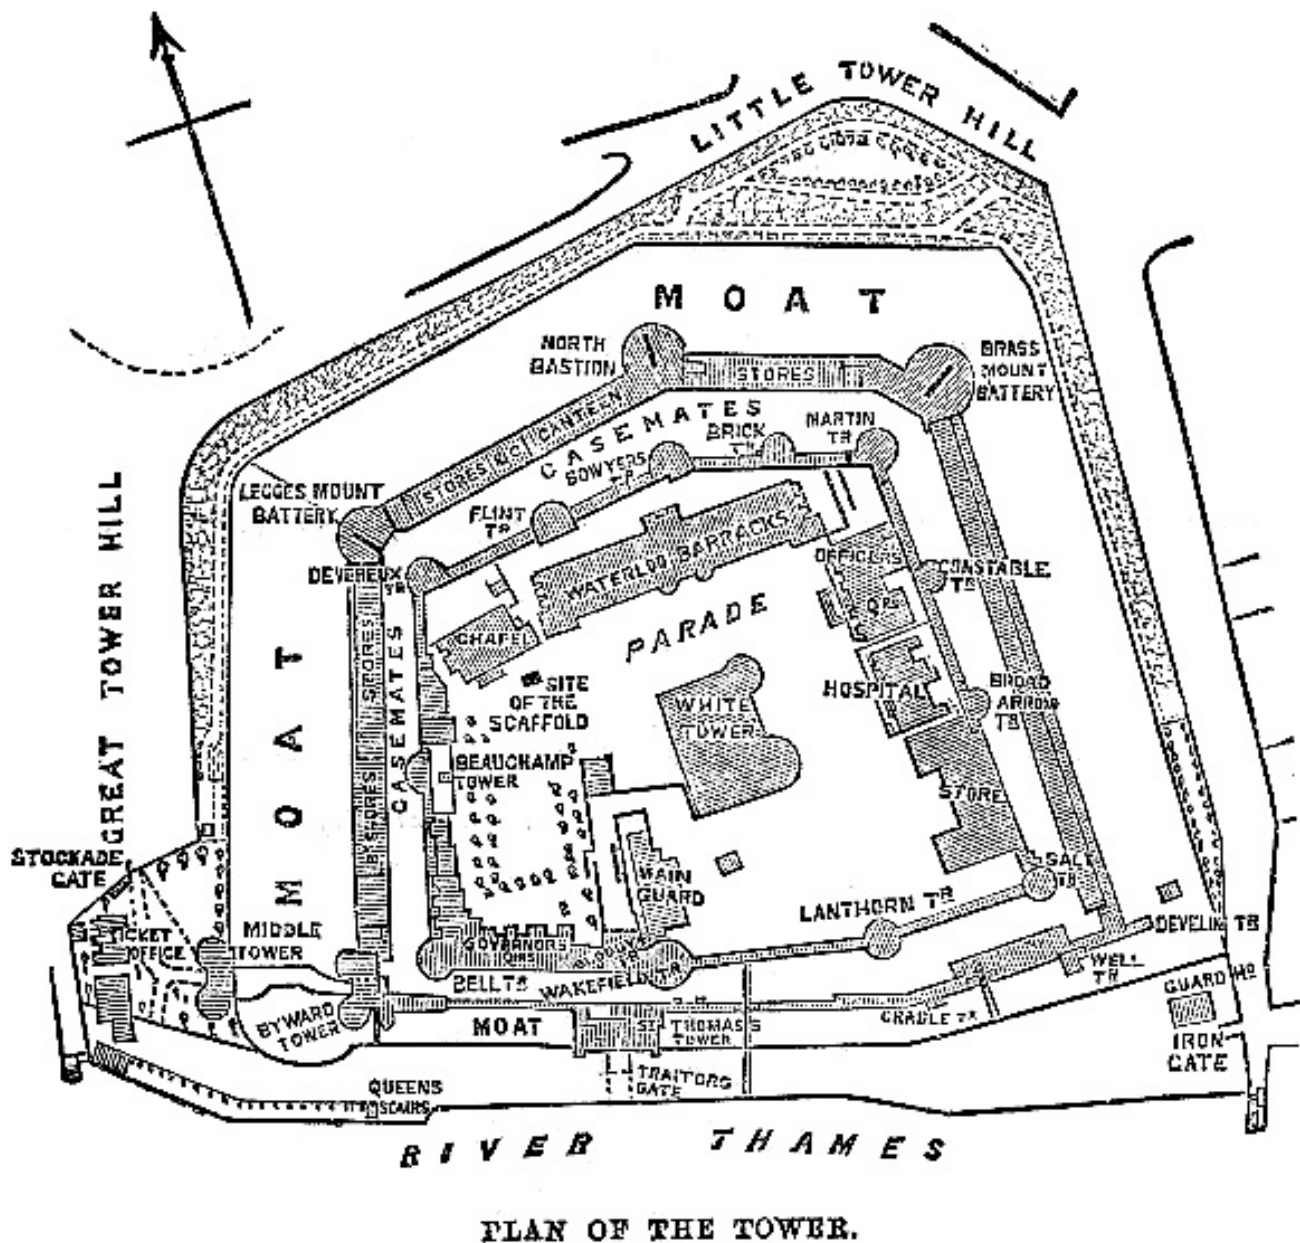 LITTLE TOWER HILL
MOAT
NORTH
BASTION
STORES
BRASS
MOUNT
BATTERY
CASEMATES
CANTEEN
STORES &C
BRICK
TR
MARTIN
TR
BOWYERS
TR
LEGGES MOUNT
BATTERY
FLINT
TR
DEVEREUX
TR
WATERLOO BARRACKS
OFFICERS
QRS
CONSTABLE
TR
GREAT TOWER HILL
MOAT
STORES
STORES
CASEMATES
CHAPEL
PARADE
SITE
OF THE
SCAFFOLD
WHITE
TOWER
HOSPITAL
BROAD
ARROW
TR
BEAUCHAMP
TOWER
STORE
STOCKADE
GATE
MAIN
GUARD
SALT
TR
LANTHORN TR
TICKET
OFFICE
MIDDLE
TOWER
GOVERNORS
QRS
BELL TR
WAKEFIELD TR
DEVELIN TR
WELL
TR
BYWARD
TOWER
MOAT
ST THOMAS'S
TOWER
CRADLE TR
GUARD HO
IRON
GATE
TRAITORS
GATE
QUEENS
STAIRS
RIVER THAMES
PLAN OF THE TOWER.